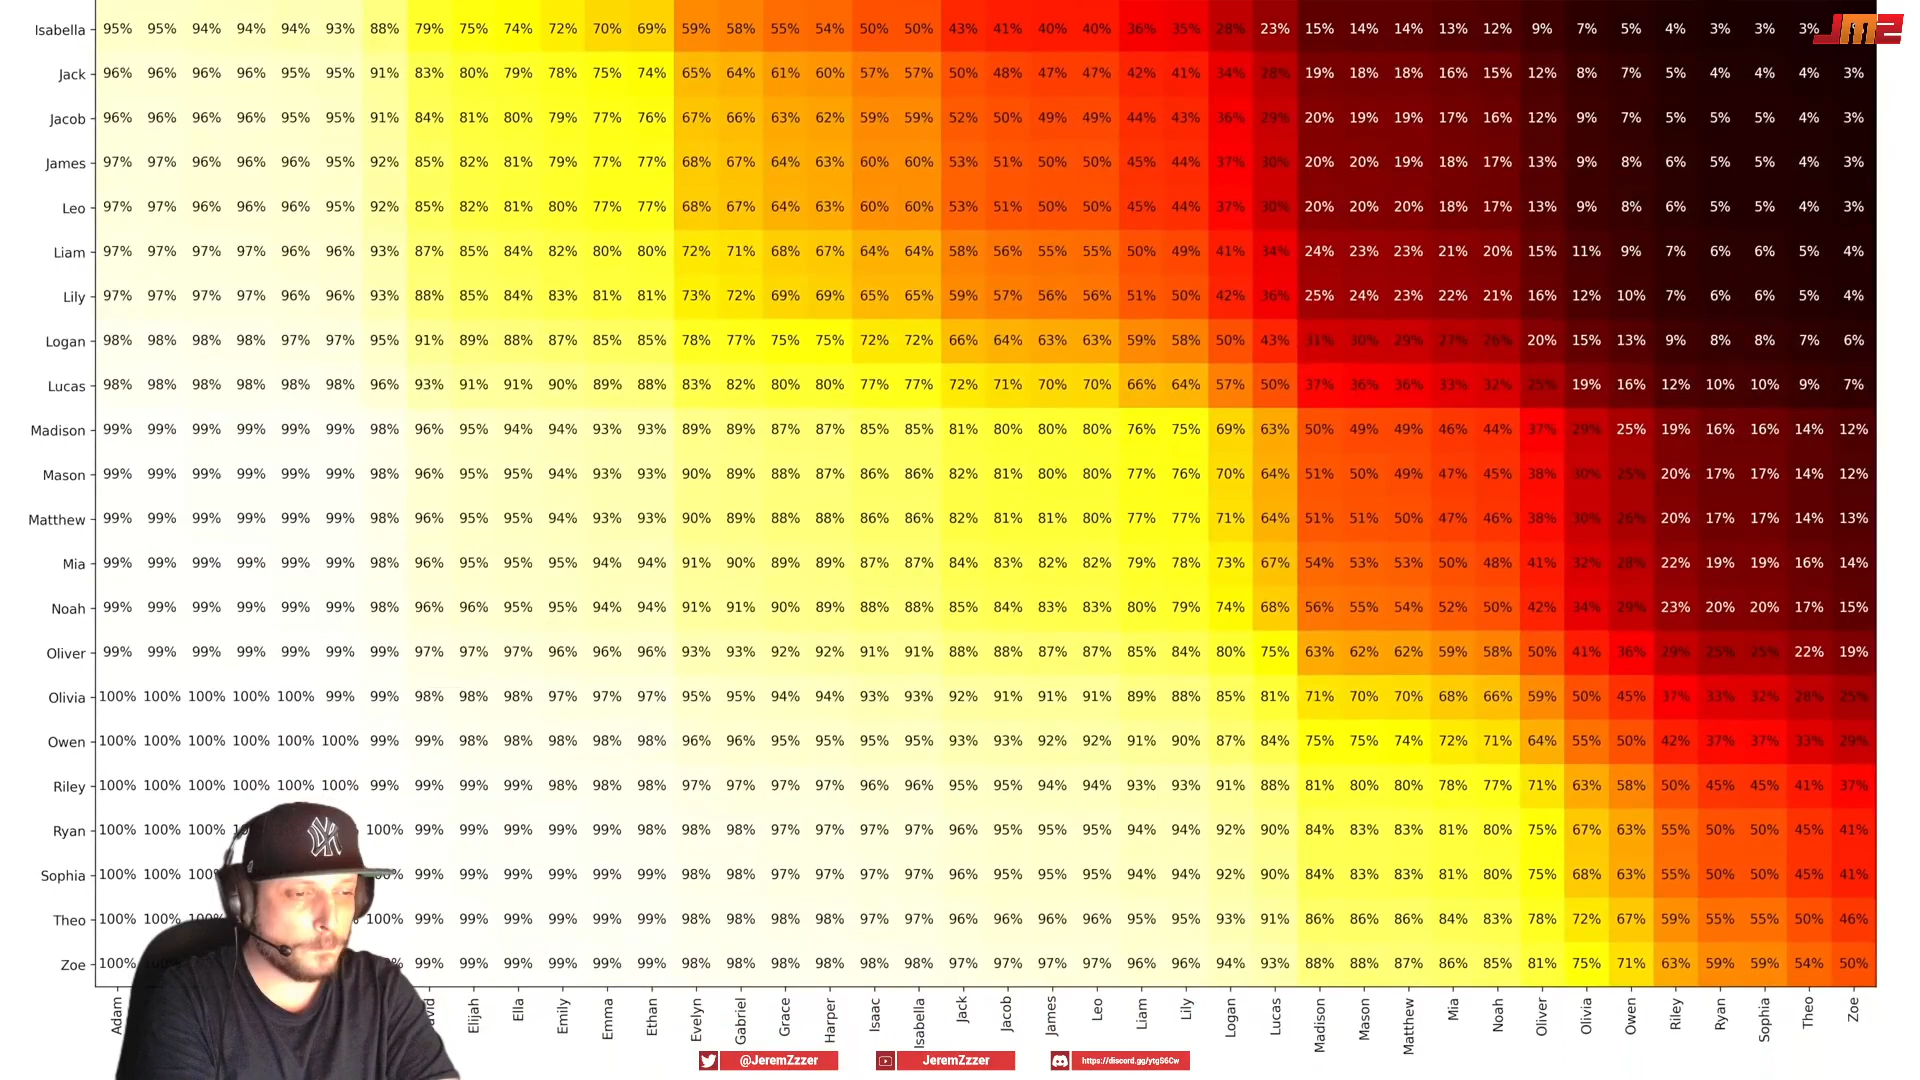 Isabella 95% 95% 94% 94% 94% 93% 88% 79% 75% 74% 72% 70% 69% 59% 58% 55% 54% 50% 50% 43% 41% 40% 40% 36% 35% 28% 23% 15% 14% 14% 13% 12% 9% 7% 5% 4% 3% 3% 3%
JM2
Jack 96% 96% 96% 96% 95% 95% 91% 83% 80% 79% 78% 75% 74% 65% 64% 61% 60% 57% 57% 50% 48% 47% 47% 42% 41% 34% 28% 19% 18% 18% 16% 15% 12% 8% 7% 5% 4% 4% 4% 3%
Jacob 96% 96% 96% 96% 95% 95% 91% 84% 81% 80% 79% 77% 76% 67% 66% 63% 62% 59% 59% 52% 50% 49% 49% 44% 43% 36% 29% 20% 19% 19% 17% 16% 12% 9% 7% 5% 5% 5% 4% 3%
James 97% 97% 96% 96% 96% 95% 92% 85% 82% 81% 79% 77% 77% 68% 67% 64% 63% 60% 60% 53% 51% 50% 50% 45% 44% 37% 30% 20% 20% 19% 18% 17% 13% 9% 8% 6% 5% 5% 4% 3%
Leo 97% 97% 96% 96% 96% 95% 92% 85% 82% 81% 80% 77% 77% 68% 67% 64% 63% 60% 60% 53% 51% 50% 50% 45% 44% 37% 30% 20% 20% 20% 18% 17% 13% 9% 8% 6% 5% 5% 4% 3%
Liam 97% 97% 97% 97% 96% 96% 93% 87% 85% 84% 82% 80% 80% 72% 71% 68% 67% 64% 64% 58% 56% 55% 55% 50% 49% 41% 34% 24% 23% 23% 21% 20% 15% 11% 9% 7% 6% 6% 5% 4%
Lily 97% 97% 97% 97% 96% 96% 93% 88% 85% 84% 83% 81% 81% 73% 72% 69% 69% 65% 65% 59% 57% 56% 56% 51% 50% 42% 36% 25% 24% 23% 22% 21% 16% 12% 10% 7% 6% 6% 5% 4%
Logan 98% 98% 98% 98% 97% 97% 95% 91% 89% 88% 87% 85% 85% 78% 77% 75% 75% 72% 72% 66% 64% 63% 63% 59% 58% 50% 43% 31% 30% 29% 27% 26% 20% 15% 13% 9% 8% 8% 7% 6%
Lucas 98% 98% 98% 98% 98% 98% 96% 93% 91% 91% 90% 89% 88% 83% 82% 80% 80% 77% 77% 72% 71% 70% 70% 66% 64% 57% 50% 37% 36% 36% 33% 32% 25% 19% 16% 12% 10% 10% 9% 7%
Madison 99% 99% 99% 99% 99% 99% 98% 96% 95% 94% 94% 93% 93% 89% 89% 87% 87% 85% 85% 81% 80% 80% 80% 76% 75% 69% 63% 50% 49% 49% 46% 44% 37% 29% 25% 19% 16% 16% 14% 12%
Mason 99% 99% 99% 99% 99% 99% 98% 96% 95% 95% 94% 93% 93% 90% 89% 88% 87% 86% 86% 82% 81% 80% 80% 77% 76% 70% 64% 51% 50% 49% 47% 45% 38% 30% 25% 20% 17% 17% 14% 12%
Matthew 99% 99% 99% 99% 99% 99% 98% 96% 95% 95% 94% 93% 93% 90% 89% 88% 88% 86% 86% 82% 81% 81% 80% 77% 77% 71% 64% 51% 51% 50% 47% 46% 38% 30% 26% 20% 17% 17% 14% 13%
Mia 99% 99% 99% 99% 99% 99% 98% 96% 95% 95% 95% 94% 94% 91% 90% 89% 89% 87% 87% 84% 83% 82% 82% 79% 78% 73% 67% 54% 53% 53% 50% 48% 41% 32% 28% 22% 19% 19% 16% 14%
Noah 99% 99% 99% 99% 99% 99% 98% 96% 96% 95% 95% 94% 94% 91% 91% 90% 89% 88% 88% 85% 84% 83% 83% 80% 79% 74% 68% 56% 55% 54% 52% 50% 42% 34% 29% 23% 20% 20% 17% 15%
Oliver 99% 99% 99% 99% 99% 99% 99% 97% 97% 97% 96% 96% 96% 93% 93% 92% 92% 91% 91% 88% 88% 87% 87% 85% 84% 80% 75% 63% 62% 62% 59% 58% 50% 41% 36% 29% 25% 25% 22% 19%
Olivia 100% 100% 100% 100% 100% 99% 99% 98% 98% 98% 97% 97% 97% 95% 95% 94% 94% 93% 93% 92% 91% 91% 91% 89% 88% 85% 81% 71% 70% 70% 68% 66% 59% 50% 45% 37% 33% 32% 28% 25%
Owen 100% 100% 100% 100% 100% 100% 99% 99% 98% 98% 98% 98% 98% 96% 96% 95% 95% 95% 95% 93% 93% 92% 92% 91% 90% 87% 84% 75% 75% 74% 72% 71% 64% 55% 50% 42% 37% 37% 33% 29%
Riley 100% 100% 100% 100% 100% 100% 99% 99% 99% 99% 98% 98% 98% 97% 97% 97% 97% 96% 96% 95% 95% 94% 94% 93% 93% 91% 88% 81% 80% 80% 78% 77% 71% 63% 58% 50% 45% 45% 41% 37%
Ryan 100% 100% 100% 100% 99% 99% 99% 99% 99% 98% 98% 98% 97% 97% 97% 97% 96% 95% 95% 95% 94% 94% 92% 90% 84% 83% 83% 81% 80% 75% 67% 63% 55% 50% 50% 45% 41%
Sophia 100% 100% 99% 99% 99% 99% 99% 99% 98% 98% 97% 97% 97% 97% 96% 95% 95% 95% 94% 94% 92% 90% 84% 83% 83% 81% 80% 75% 68% 63% 55% 50% 50% 45% 41%
Theo 100% 100% 100% 100% 99% 99% 99% 99% 99% 99% 98% 98% 98% 98% 97% 97% 96% 96% 96% 96% 95% 95% 93% 91% 86% 86% 86% 84% 83% 78% 72% 67% 59% 55% 55% 50% 46%
Zoe 100% 99% 99% 99% 99% 99% 99% 98% 98% 98% 98% 98% 98% 97% 97% 97% 97% 96% 96% 94% 93% 88% 88% 87% 86% 85% 81% 75% 71% 63% 59% 59% 54% 50%
Adam Elijah Ella Emily Emma Ethan Evelyn Gabriel Grace Harper Isaac Isabella Jack Jacob James Leo Liam Lily Logan Lucas Madison Mason Matthew Mia Noah Oliver Olivia Owen Riley Ryan Sophia Theo Zoe
@JeremZzzer JeremZzzer https://discord.gg/ytgS6Cw